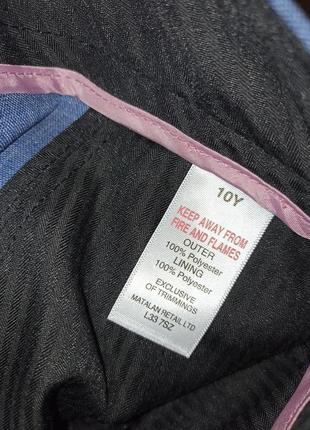 10Y
KEEP AWAY FROM
FIRE AND FLAMES
OUTER
100% Polyester
LINING
100% Polyester
EXCLUSIVE
OF TRIMMINGS
MATALAN RETAIL LTD
L33 7SZ